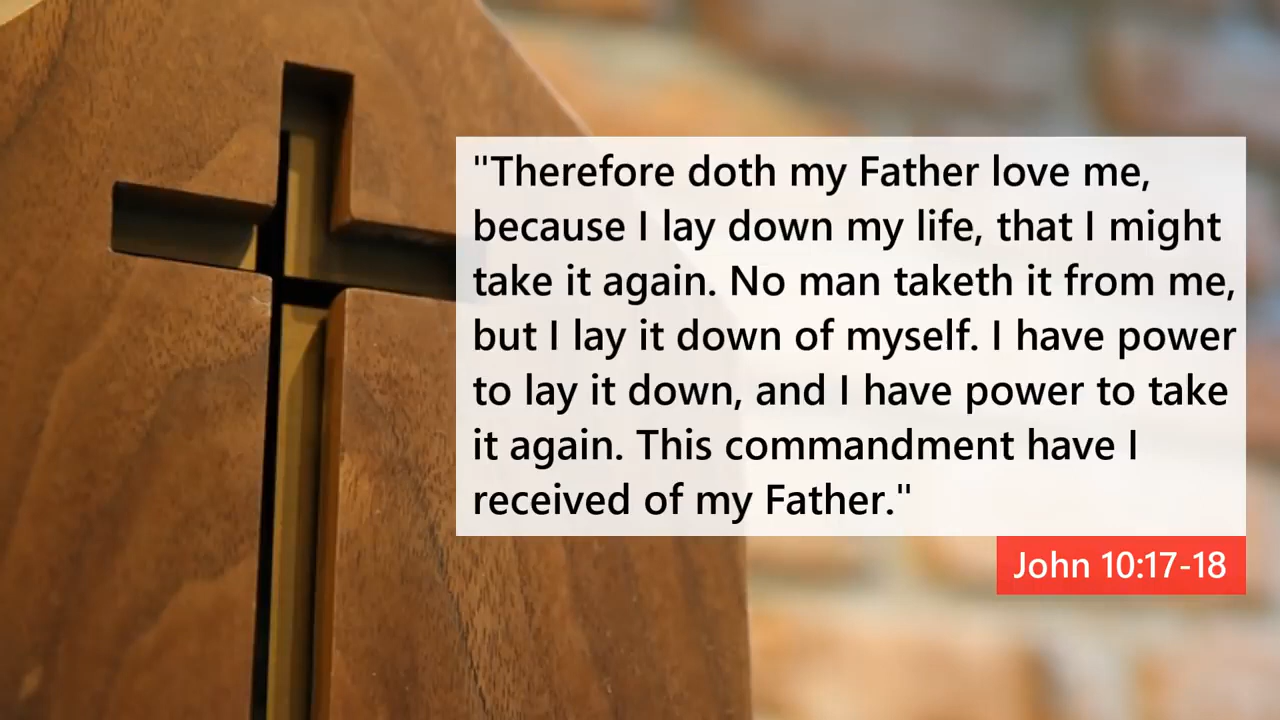 "Therefore doth my Father love me,
because I lay down my life, that I might
take it again. No man taketh it from me,
but I lay it down of myself. I have power
to lay it down, and I have power to take
it again. This commandment have I
received of my Father."
John 10:17-18